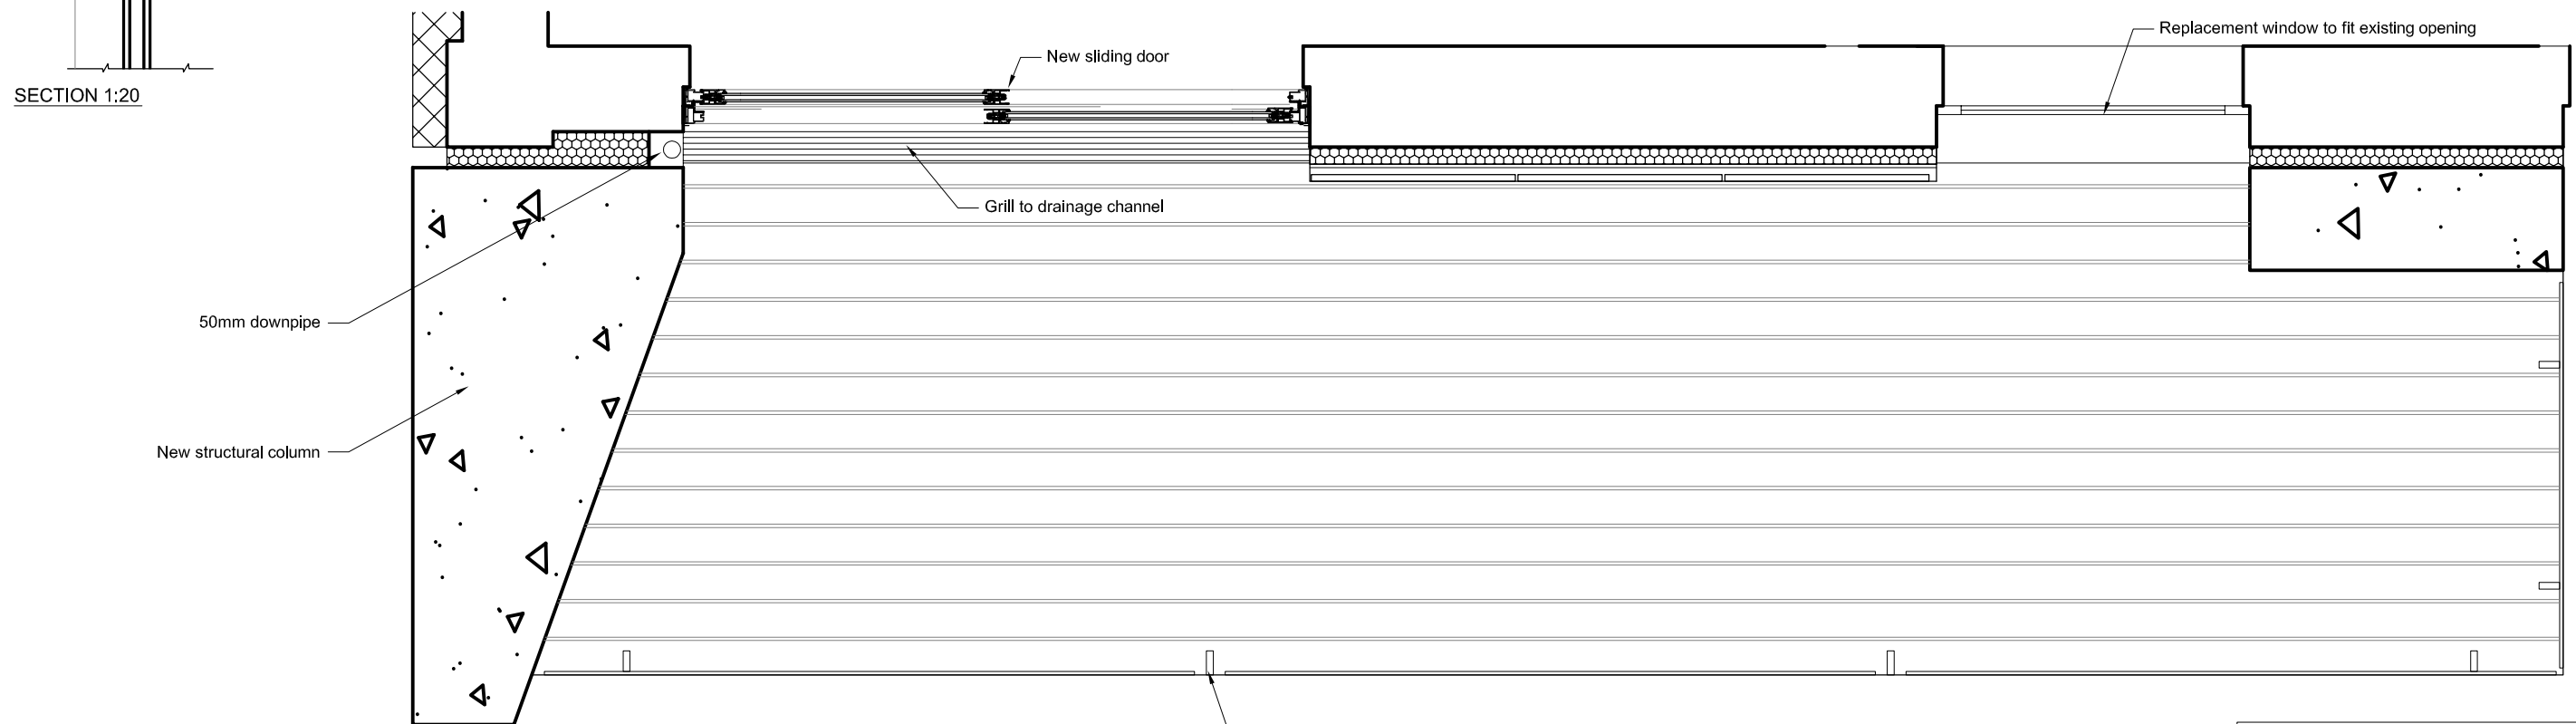 Replacement window to fit existing opening
New sliding door
SECTION 1:20
Grill to drainage channel
50mm downpipe
New structural column